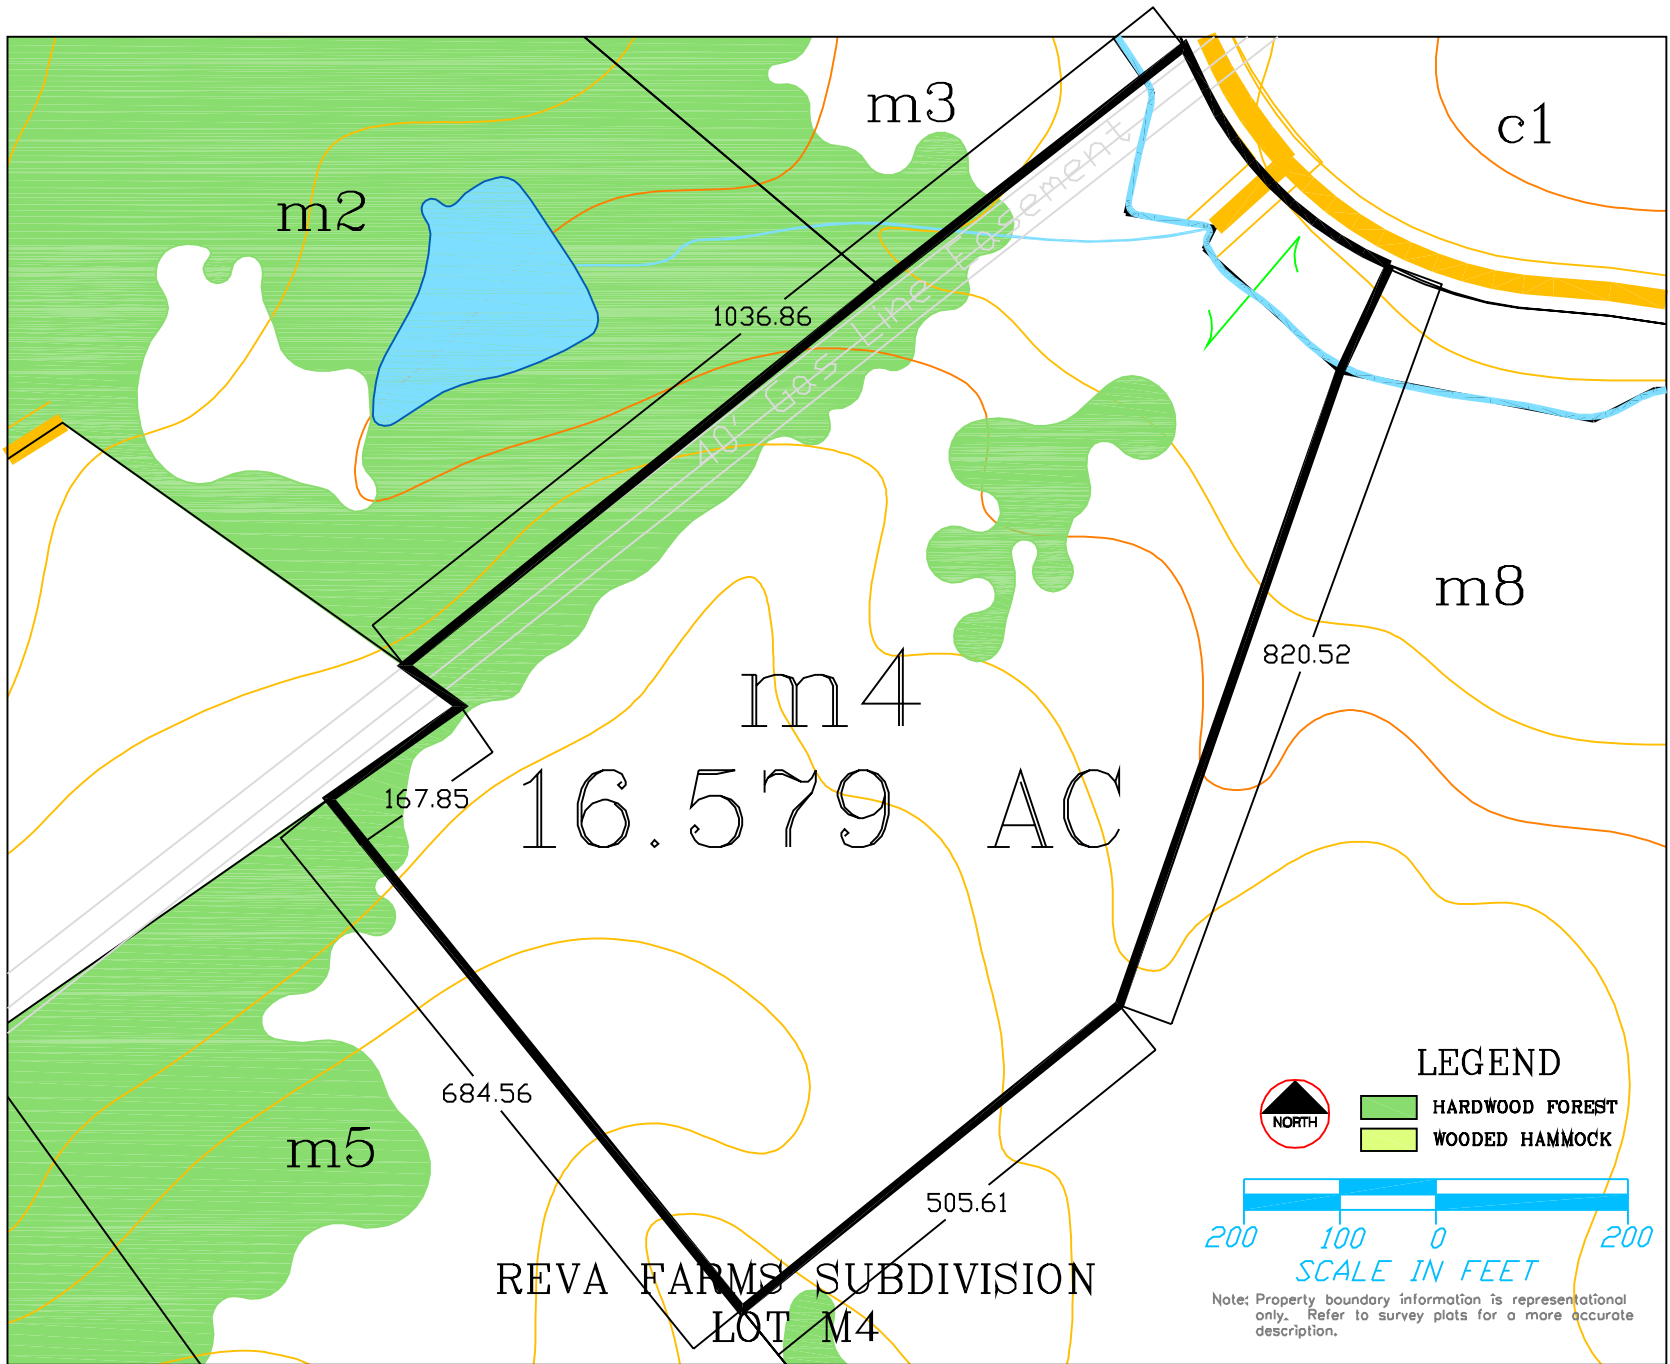 m3
c1
m2
40' Gas Line Easement
1036.86
m8
820.52
m4
167.85
16.579 AC
684.56
m5
505.61
LEGEND
HARDWOOD FOREST
WOODED HAMMOCK
NORTH
200 100 0 200
SCALE IN FEET
REVA FARMS SUBDIVISION
LOT M4
Note: Property boundary information is representational
only. Refer to survey plats for a more accurate
description.